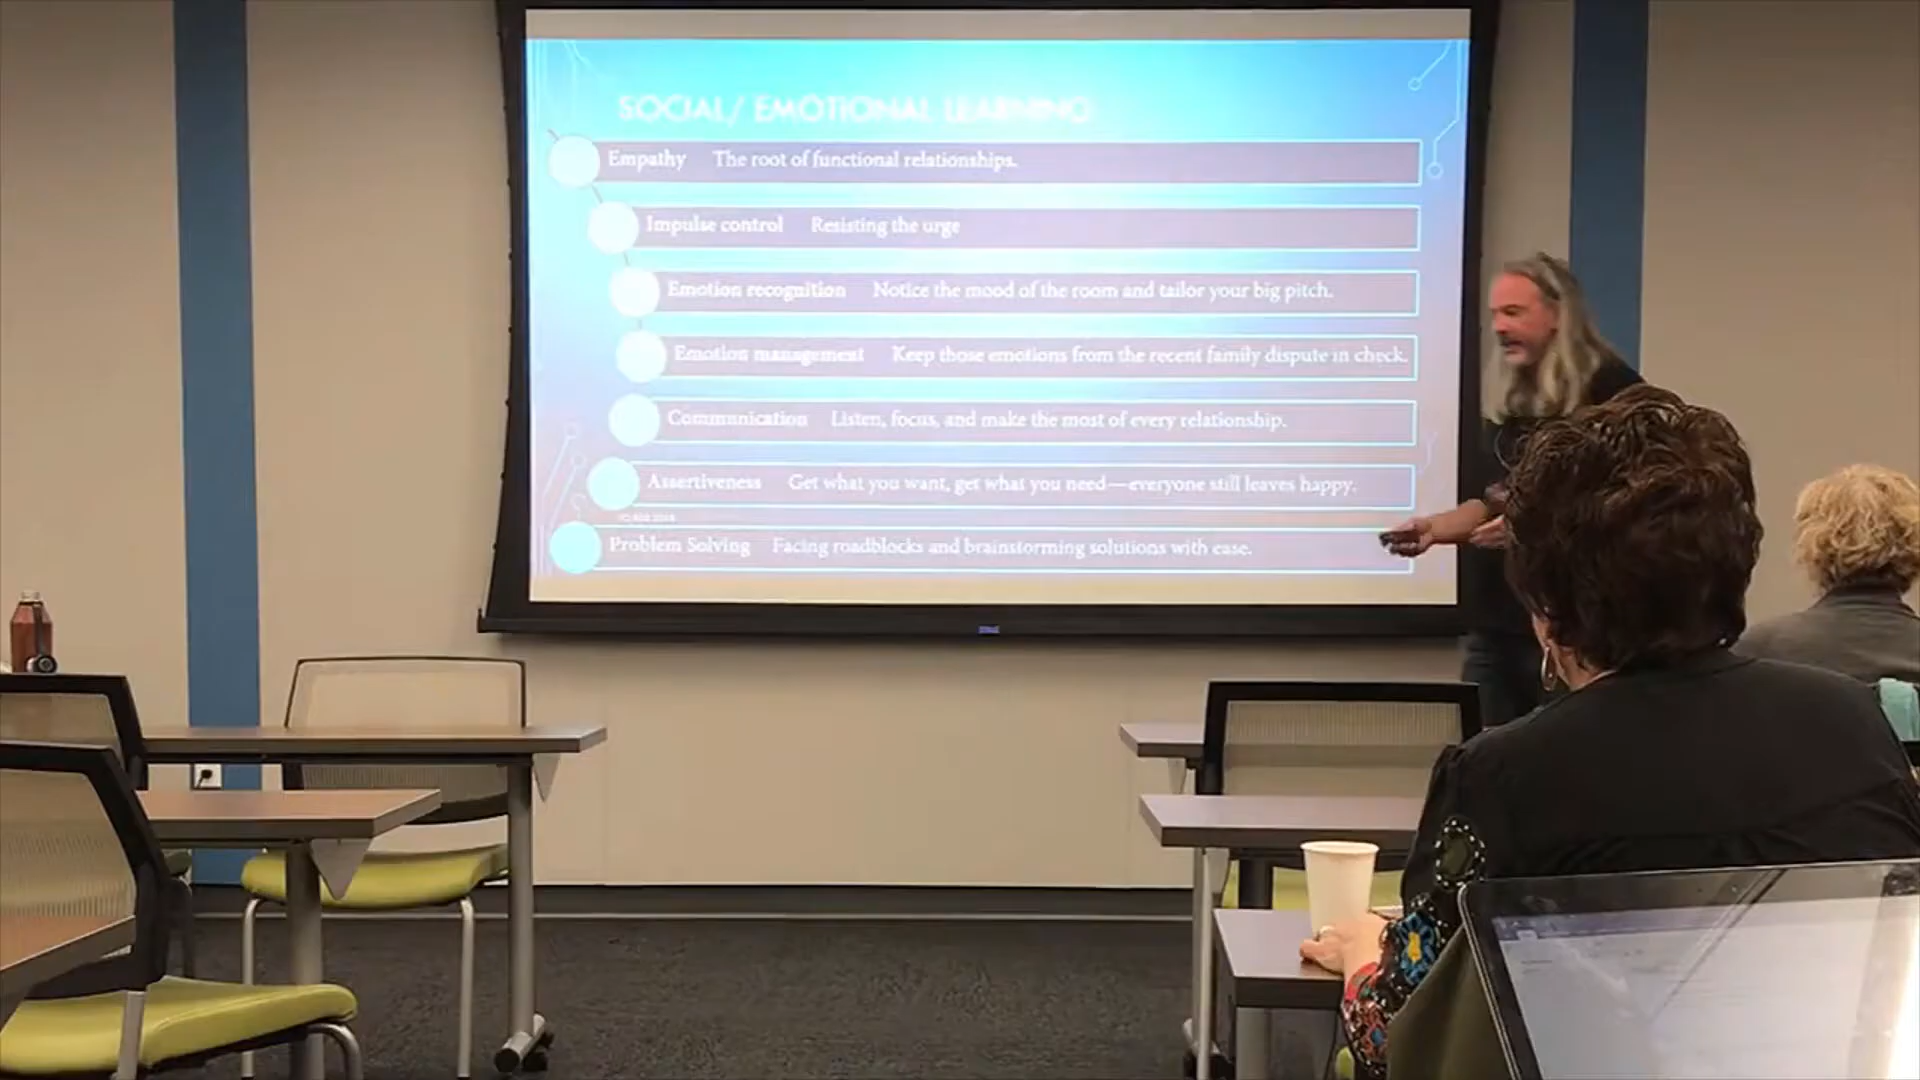 SOCIAL/ EMOTIONAL LEARNING
Empathy The root of functional relationships.
Impulse control Resisting the urge
Emotion recognition Notice the mood of the room and tailor your big pitch.
Emotion management Keep those emotions from the recent family dispute in check.
Communication Listen, focus, and make the most of every relationship.
Assertiveness Get what you want, get what you need—everyone still leaves happy.
Problem Solving Facing roadblocks and brainstorming solutions with ease.